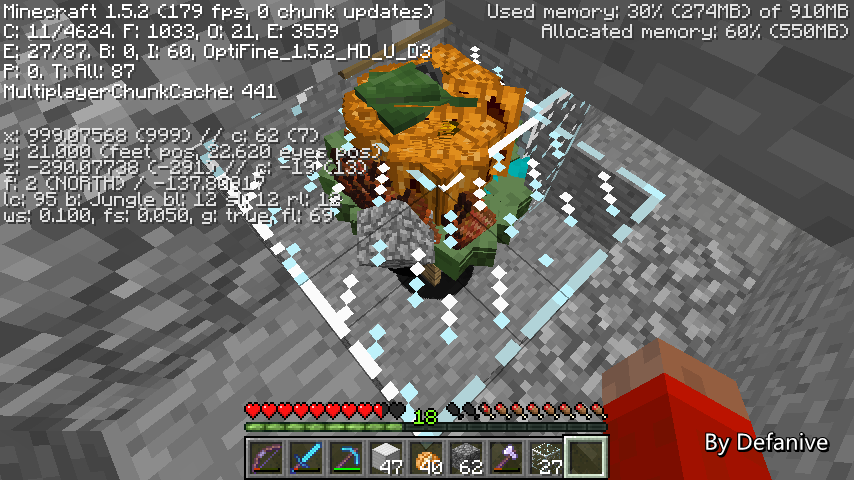 Minecraft 1.5.2 (179 fps, 0 chunk updates)
C: 11/4624. F: 1033, O: 21, E: 3559
E: 27/87. B: 0, I: 60, OptiFine_1.5.2_HD_U_D3
P: 0. T: All: 87
MultiplayerChunkCache: 441
Used memory: 30% (274MB) of 910MB
Allocated memory: 60% (550MB)
x: 999.07568 (999) // c: 62 (7)
y: 21.000 (feet pos, 22.620 eyes pos)
z: -290.07738 (-291) // c: -19 (13)
f: 2 (NORTH) / -137.8091
lc: 95 b: Jungle bl: 12 sl: 12 rl: 12
ws: 0.100, fs: 0.050, g: true, fl: 69
18
47
40
62
27
By Defanive